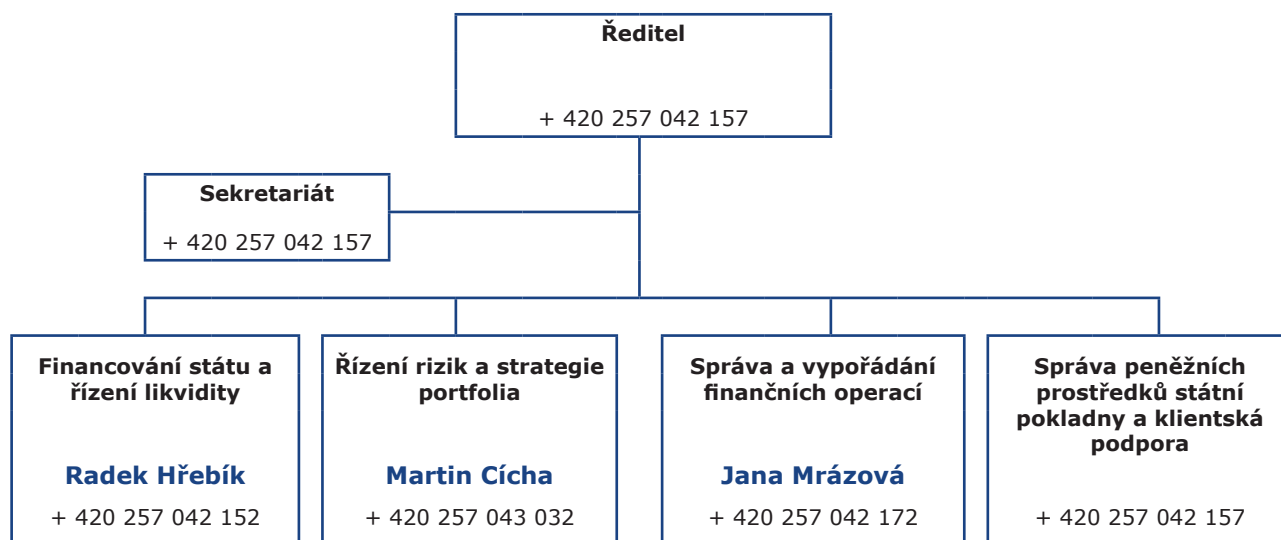 Ředitel
+ 420 257 042 157
Sekretariát
+ 420 257 042 157
Financování státu a
řízení likvidity
Radek Hřebík
+ 420 257 042 152
Řízení rizik a strategie
portfolia
Martin Cícha
+ 420 257 043 032
Správa a vypořádání
finančních operací
Jana Mrázová
+ 420 257 042 172
Správa peněžních
prostředků státní
pokladny a klientská
podpora
+ 420 257 042 157